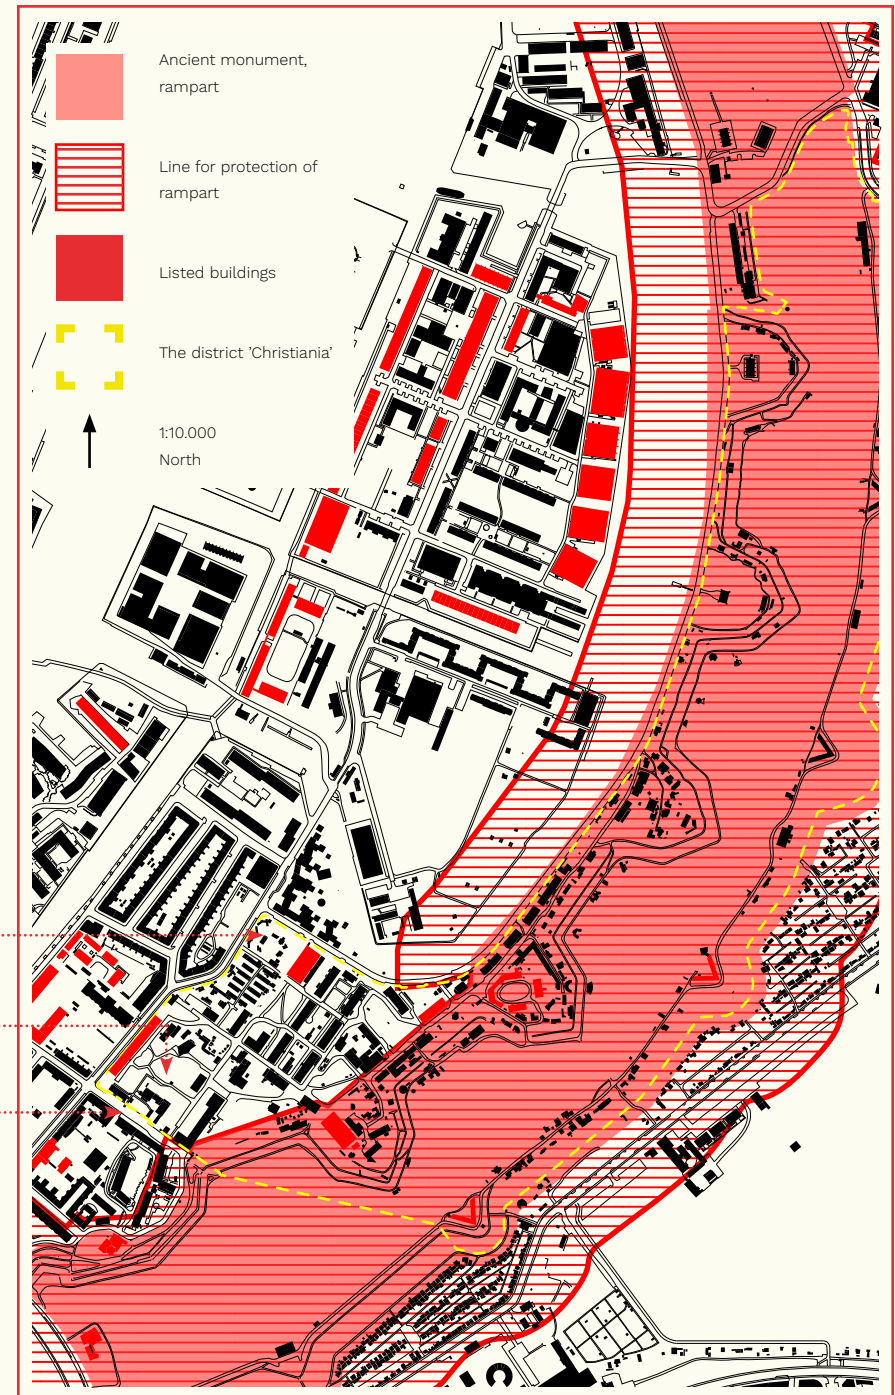 Ancient monument,
rampart
Line for protection of
rampart
Listed buildings
The district ’Christiania’
1:10.000
North